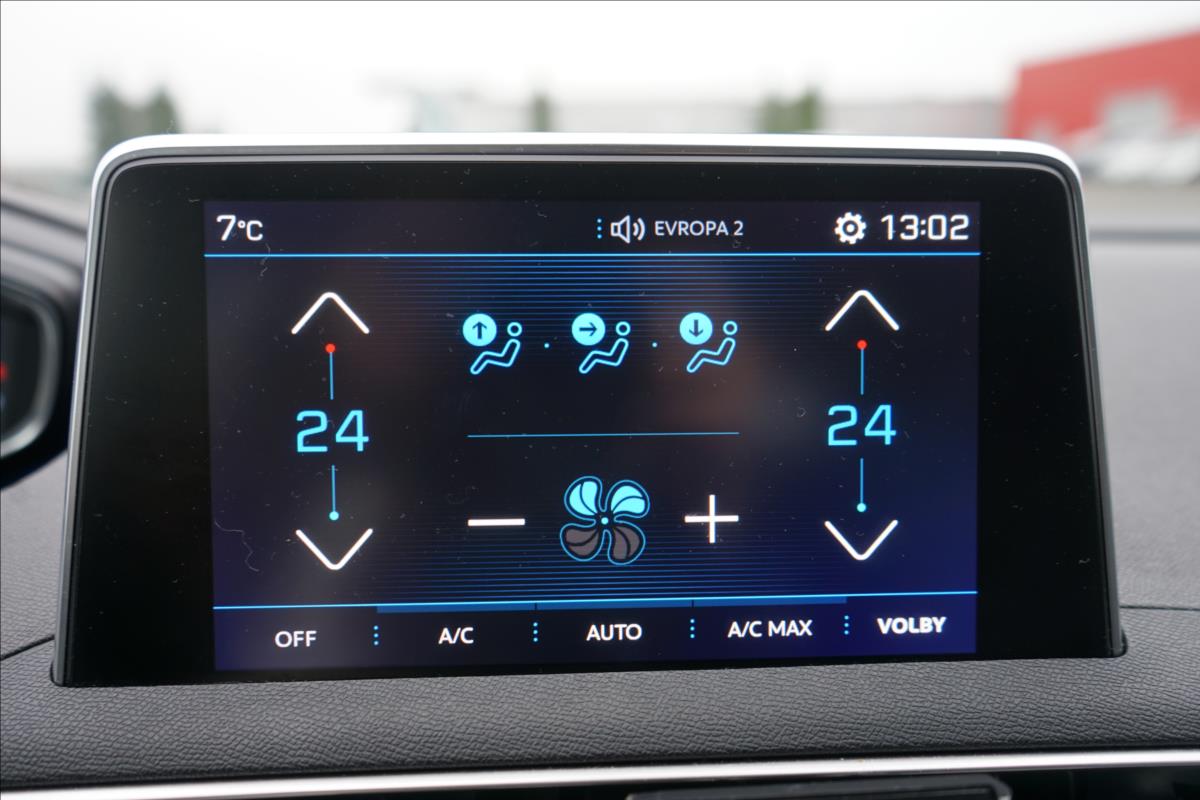 7°C EVROPA 2 13:02
24 24
OFF A/C AUTO A/C MAX VOLBY